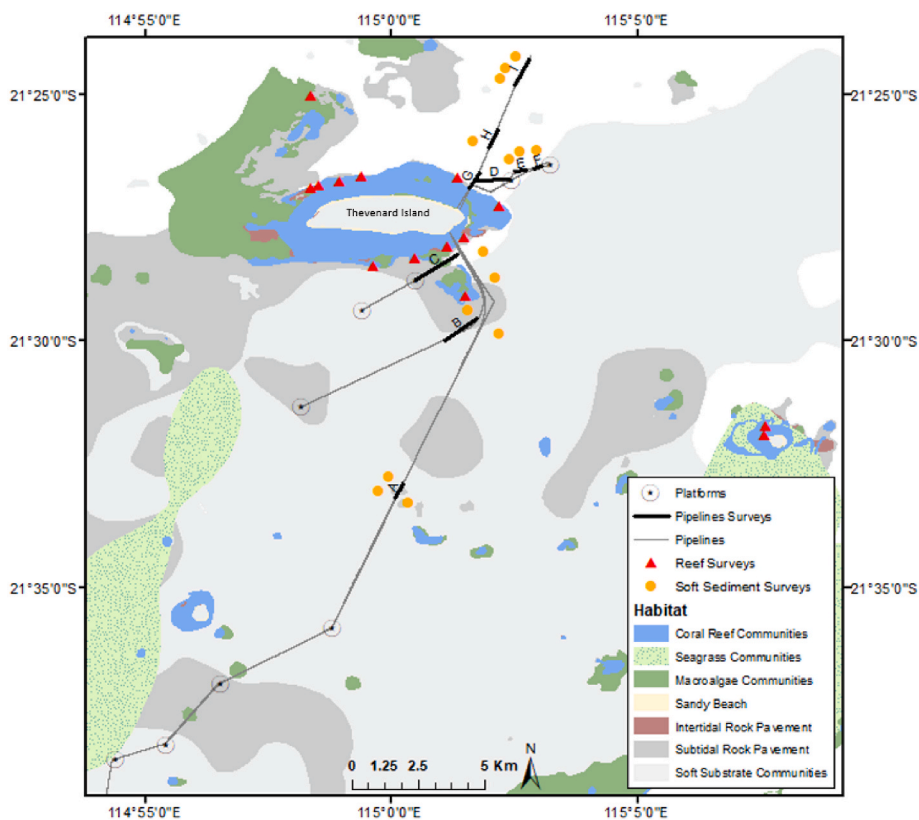 114°55'0"E 115°0'0"E 115°5'0"E
21°25'0"S 21°25'0"S
I
H
G D E F
Thevenard Island
C
B
21°30'0"S 21°30'0"S
A
Platforms
Pipelines Surveys
Pipelines
Reef Surveys
Soft Sediment Surveys
21°35'0"S 21°35'0"S
Habitat
Coral Reef Communities
Seagrass Communities
Macroalgae Communities
Sandy Beach
Intertidal Rock Pavement
Subtidal Rock Pavement
Soft Substrate Communities
N
0 1.25 2.5 5 Km
114°55'0"E 115°0'0"E 115°5'0"E